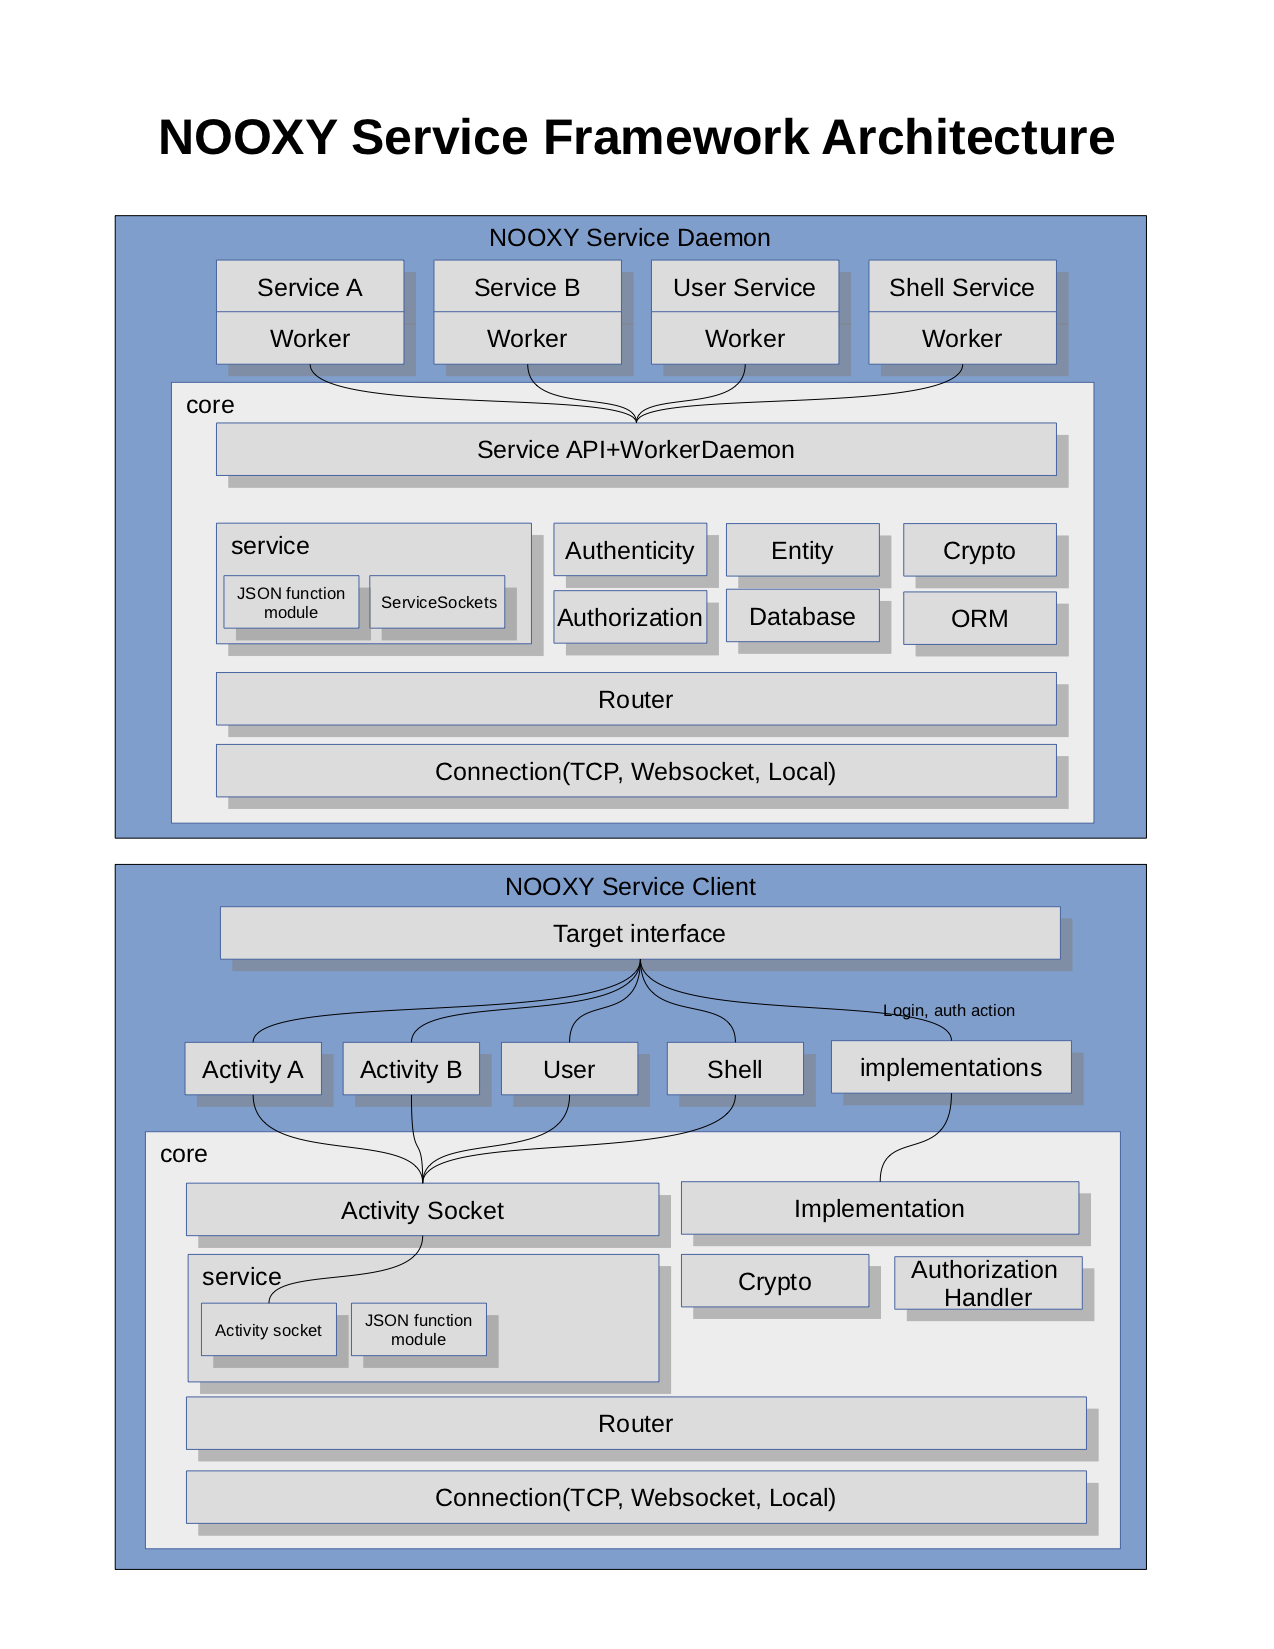 NOOXY Service Framework Architecture
NOOXY Service Daemon
Service A
Service B
User Service
Shell Service
Worker
Worker
Worker
Worker
core
Service API+WorkerDaemon
service
JSON function
module
ServiceSockets
Authenticity
Entity
Crypto
Authorization
Database
ORM
Router
Connection(TCP, Websocket, Local)
NOOXY Service Client
Target interface
Login, auth action
Activity A
Activity B
User
Shell
implementations
core
Activity Socket
Implementation
service
Activity socket
JSON function
module
Crypto
Authorization
Handler
Router
Connection(TCP, Websocket, Local)